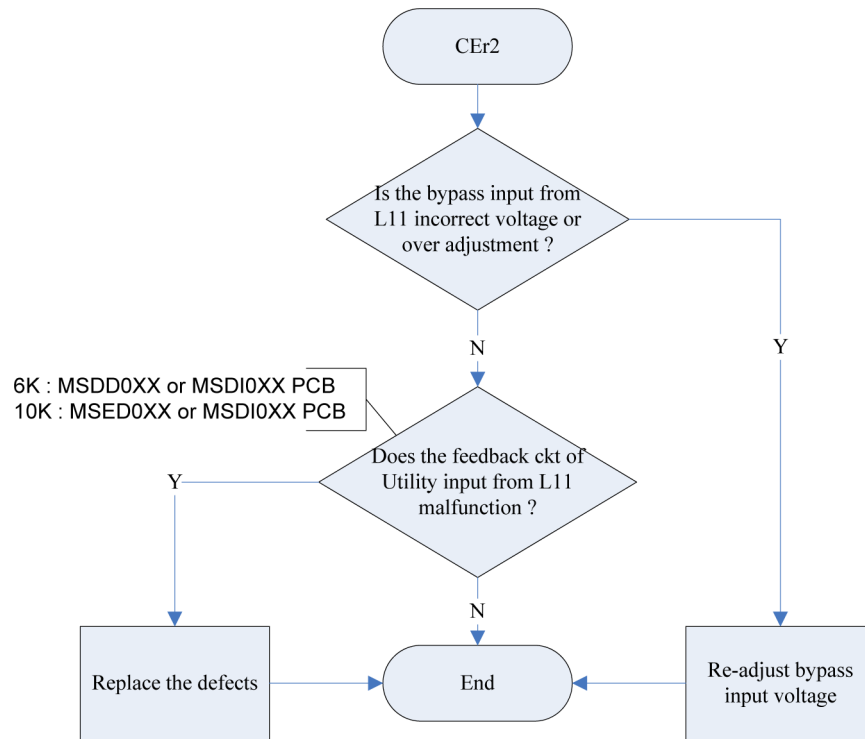 CEr2
Is the bypass input from
L11 incorrect voltage or
over adjustment ?
N
Y
6K : MSDD0XX or MSDI0XX PCB
10K : MSED0XX or MSDI0XX PCB
Does the feedback ckt of
Utility input from L11
malfunction ?
Y
N
Replace the defects
End
Re-adjust bypass
input voltage